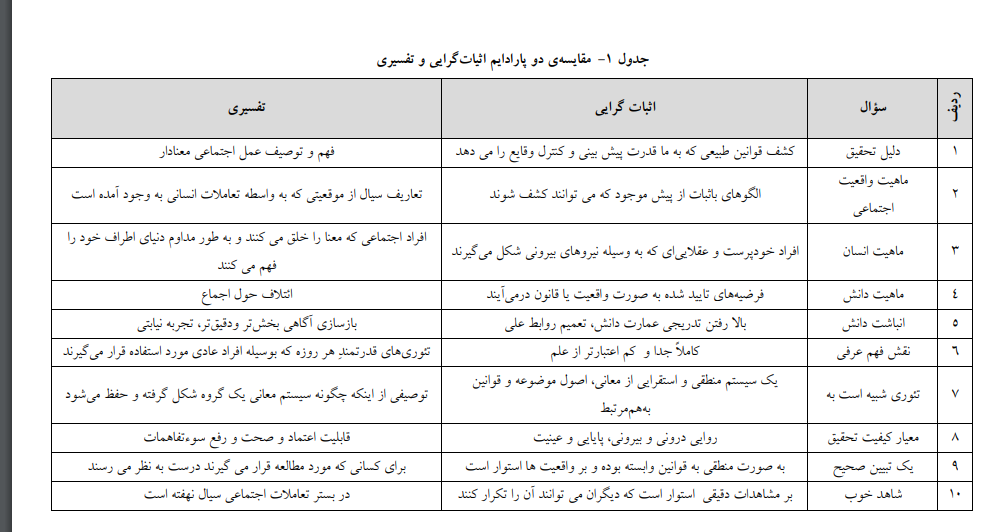 جدول ۱- مقایسه‌ی دو پارادایم اثبات‌گرایی و تفسیری
ردیف سؤال اثبات گرایی تفسیری
۱ دلیل تحقیق کشف قوانین طبیعی که به ما قدرت پیش بینی و کنترل وقایع را می دهد فهم و توصیف عمل اجتماعی معنادار
۲ ماهیت واقعیت اجتماعی الگوهای باثبات از پیش موجود که می توانند کشف شوند تعاریف سیال از موقعیتی که به واسطه تعاملات انسانی به وجود آمده است
۳ ماهیت انسان افراد خودپرست و عقلایی‌ای که به وسیله نیروهای بیرونی شکل می‌گیرند افراد اجتماعی که معنا را خلق می کنند و به طور مداوم دنیای اطراف خود را فهم می کنند
٤ ماهیت دانش فرضیه‌های تایید شده به صورت واقعیت یا قانون درمی‌آیند ائتلاف حول اجماع
۵ انباشت دانش بالا رفتن تدریجی عمارت دانش، تعمیم روابط علی بازسازی آگاهی بخش‌تر ودقیق‌تر، تجربه نیابتی
٦ نقش فهم عرفی کاملاً جدا و کم اعتبارتر از علم تئوری‌های قدرتمندِ هر روزه که بوسیله افراد عادی مورد استفاده قرار می‌گیرند
۷ تئوری شبیه است به یک سیستم منطقی و استقرایی از معانی، اصول موضوعه و قوانین به‌هم‌مرتبط توصیفی از اینکه چگونه سیستم معانی یک گروه شکل گرفته و حفظ می‌شود
۸ معیار کیفیت تحقیق روایی درونی و بیرونی، پایایی و عینیت قابلیت اعتماد و صحت و رفع سوء‌تفاهمات
۹ یک تبیین صحیح به صورت منطقی به قوانین وابسته بوده و بر واقعیت ها استوار است برای کسانی که مورد مطالعه قرار می گیرند درست به نظر می رسند
۱۰ شاهد خوب بر مشاهدات دقیقی استوار است که دیگران می توانند آن را تکرار کنند در بستر تعاملات اجتماعی سیال نهفته است